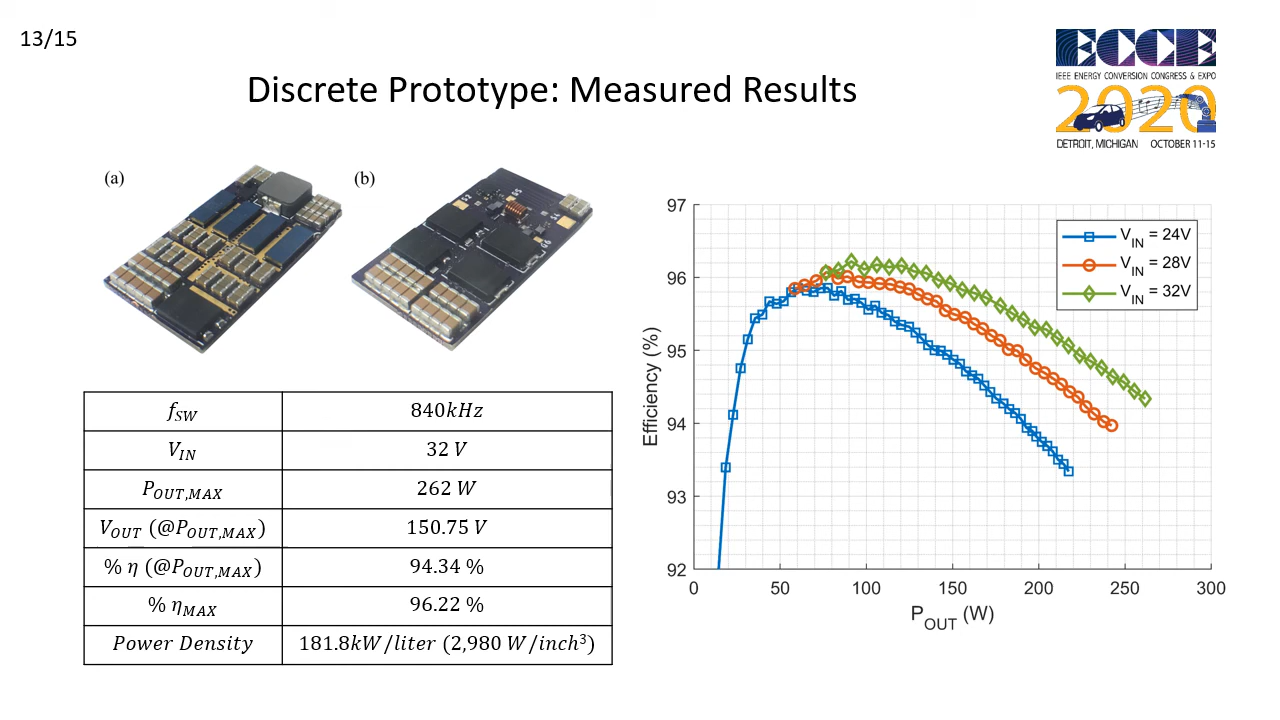 13/15
ECCE
IEEE ENERGY CONVERSION CONGRESS & EXPO
2020
DETROIT, MICHIGAN OCTOBER 11-15
Discrete Prototype: Measured Results
(a)
(b)
f_SW 840kHz
V_IN 32 V
P_OUT,MAX 262 W
V_OUT (@P_OUT,MAX) 150.75 V
% η (@P_OUT,MAX) 94.34 %
% η_MAX 96.22 %
Power Density 181.8kW/liter (2,980 W/inch³)
97
96
95
94
93
92
Efficiency (%)
0 50 100 150 200 250 300
P_OUT (W)
V_IN = 24V
V_IN = 28V
V_IN = 32V